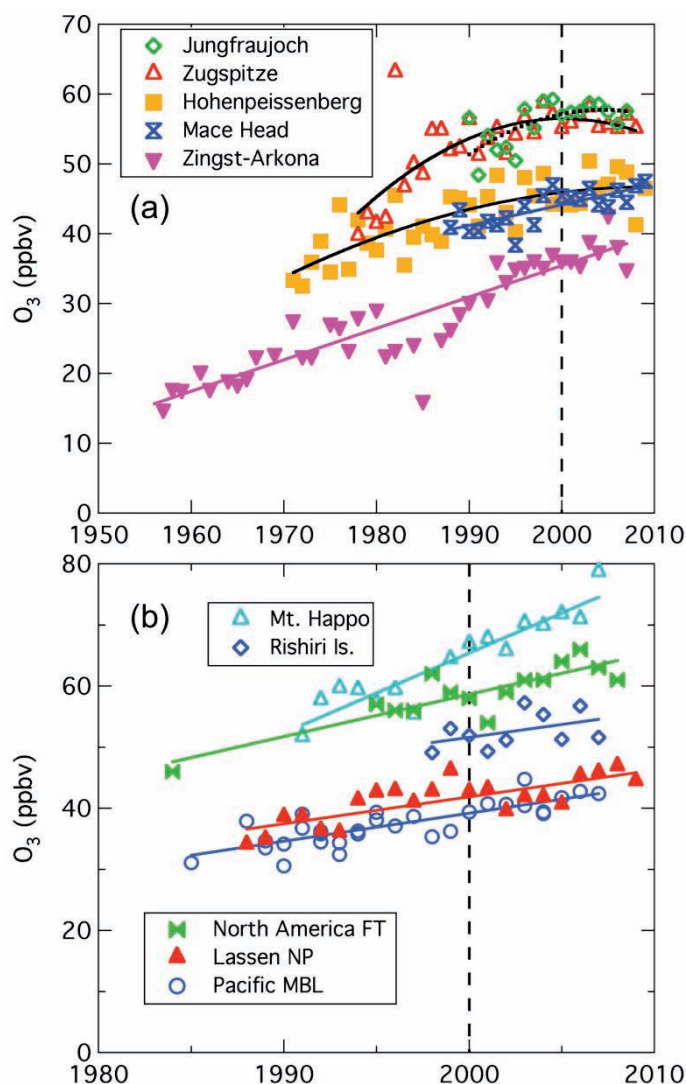 70
60
50
40
30
20
10
0
O₃ (ppbv)
Jungfraujoch
Zugspitze
Hohenpeissenberg
Mace Head
Zingst-Arkona
(a)
1950 1970 1980 1990 2000 2010
80
60
40
20
0
O₃ (ppbv)
(b)
Mt. Happo
Rishiri Is.
North America FT
Lassen NP
Pacific MBL
1980 1990 2000 2010